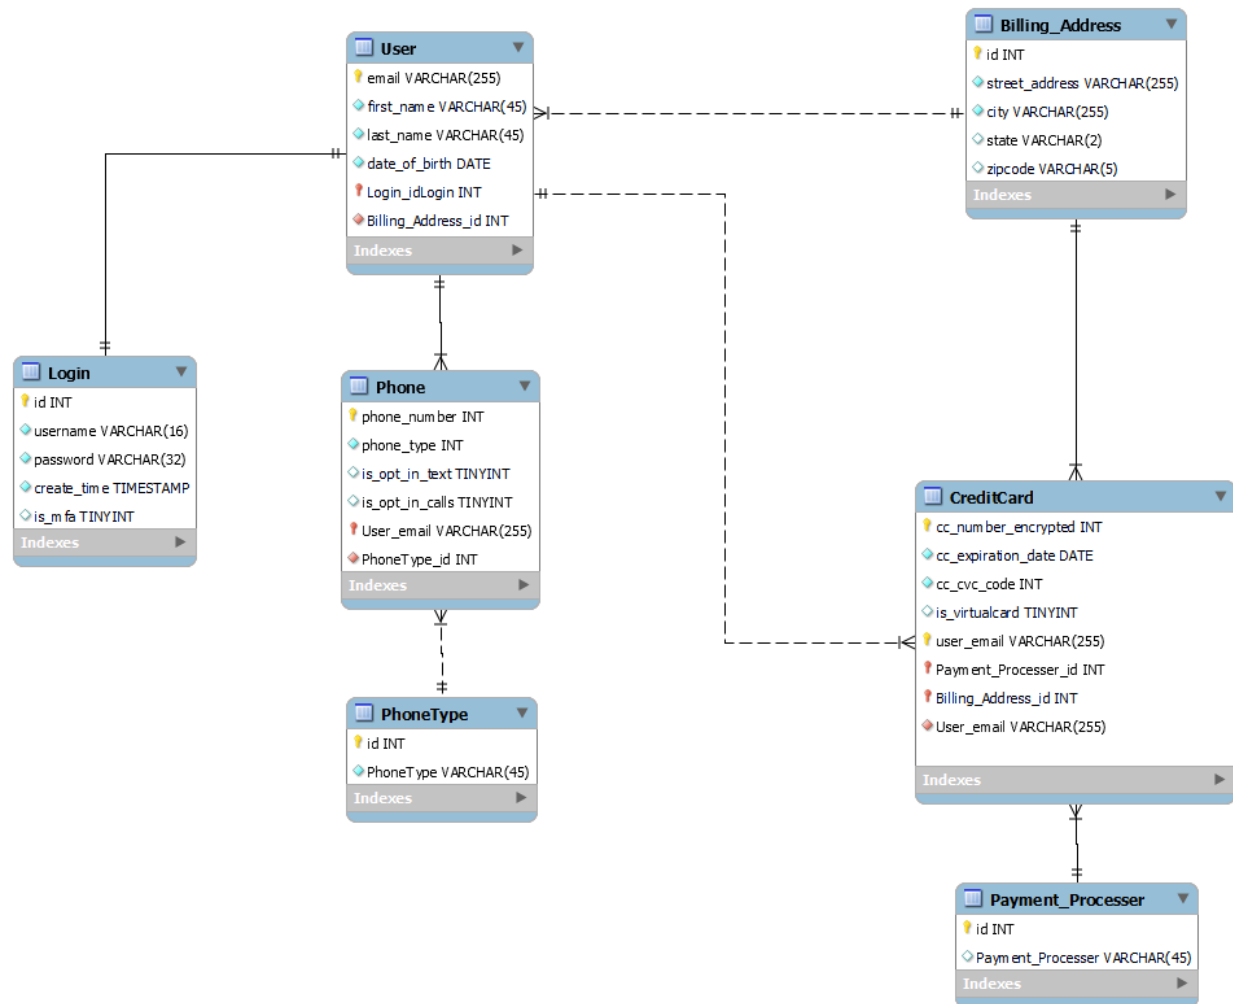 User
email VARCHAR(255)
first_name VARCHAR(45)
last_name VARCHAR(45)
date_of_birth DATE
Login_idLogin INT
Billing_Address_id INT
Indexes
Billing_Address
id INT
street_address VARCHAR(255)
city VARCHAR(255)
state VARCHAR(2)
zipcode VARCHAR(5)
Indexes
Login
id INT
username VARCHAR(16)
password VARCHAR(32)
create_time TIMESTAMP
is_mfa TINYINT
Indexes
Phone
phone_number INT
phone_type INT
is_opt_in_text TINYINT
is_opt_in_calls TINYINT
User_email VARCHAR(255)
PhoneType_id INT
Indexes
CreditCard
cc_number_encrypted INT
cc_expiration_date DATE
cc_cvc_code INT
is_virtualcard TINYINT
user_email VARCHAR(255)
Payment_Processer_id INT
Billing_Address_id INT
User_email VARCHAR(255)
Indexes
PhoneType
id INT
PhoneType VARCHAR(45)
Indexes
Payment_Processer
id INT
Payment_Processer VARCHAR(45)
Indexes